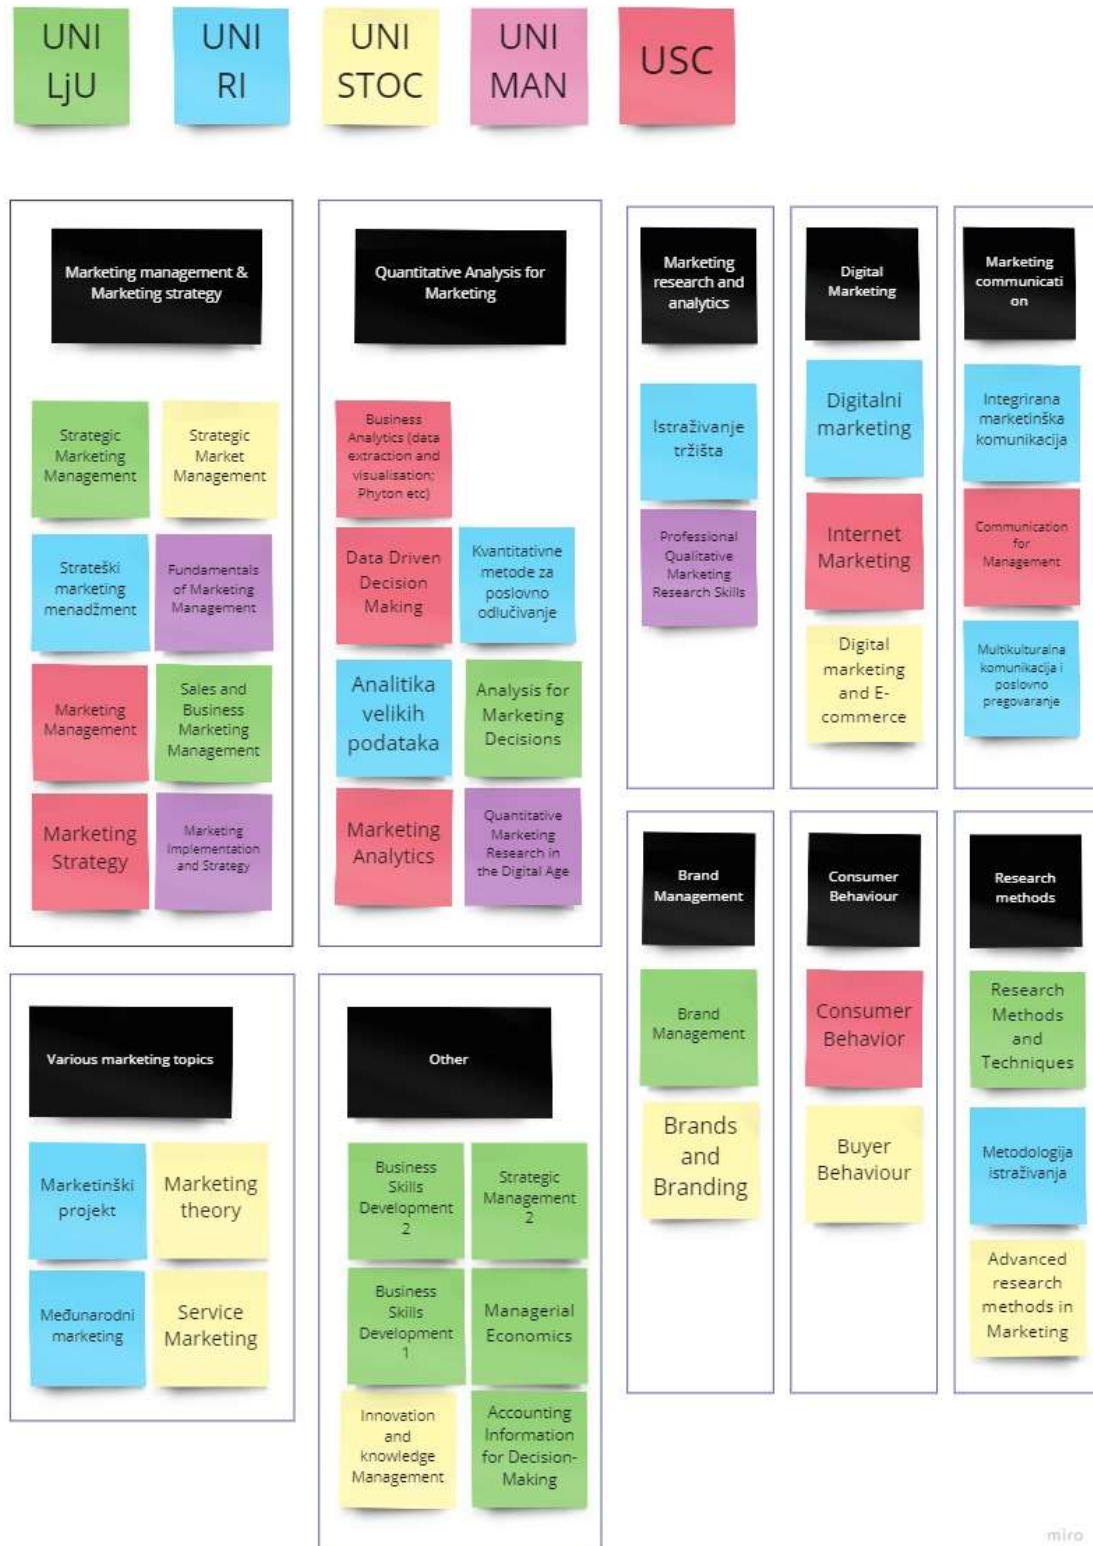 UNI
LjU
UNI
RI
UNI
STOC
UNI
MAN
USC
Marketing management &
Marketing strategy
Strategic
Marketing
Management
Strategic
Market
Management
Strateški
marketing
menadžment
Fundamentals
of Marketing
Management
Marketing
Management
Sales and
Business
Marketing
Management
Marketing
Strategy
Marketing
Implementation
and Strategy
Quantitative Analysis for
Marketing
Business
Analytics (data
extraction and
visualisation;
Phyton etc)
Data Driven
Decision
Making
Kvantitativne
metode za
poslovno
odlučivanje
Analitika
velikih
podataka
Analysis for
Marketing
Decisions
Marketing
Analytics
Quantitative
Marketing
Research in
the Digital Age
Marketing
research and
analytics
Istraživanje
tržišta
Professional
Qualitative
Marketing
Research Skills
Digital
Marketing
Digitalni
marketing
Internet
Marketing
Digital
marketing
and E-
commerce
Marketing
communicati
on
Integrirana
marketinška
komunikacija
Communication
for
Management
Multikulturalna
komunikacija i
poslovno
pregovaranje
Various marketing topics
Marketinški
projekt
Marketing
theory
Međunarodni
marketing
Service
Marketing
Other
Business
Skills
Development
2
Strategic
Management
2
Business
Skills
Development
1
Managerial
Economics
Innovation
and
knowledge
Management
Accounting
Information
for Decision-
Making
Brand
Management
Brand
Management
Brands
and
Branding
Consumer
Behaviour
Consumer
Behavior
Buyer
Behaviour
Research
methods
Research
Methods
and
Techniques
Metodologija
istraživanja
Advanced
research
methods in
Marketing
miro